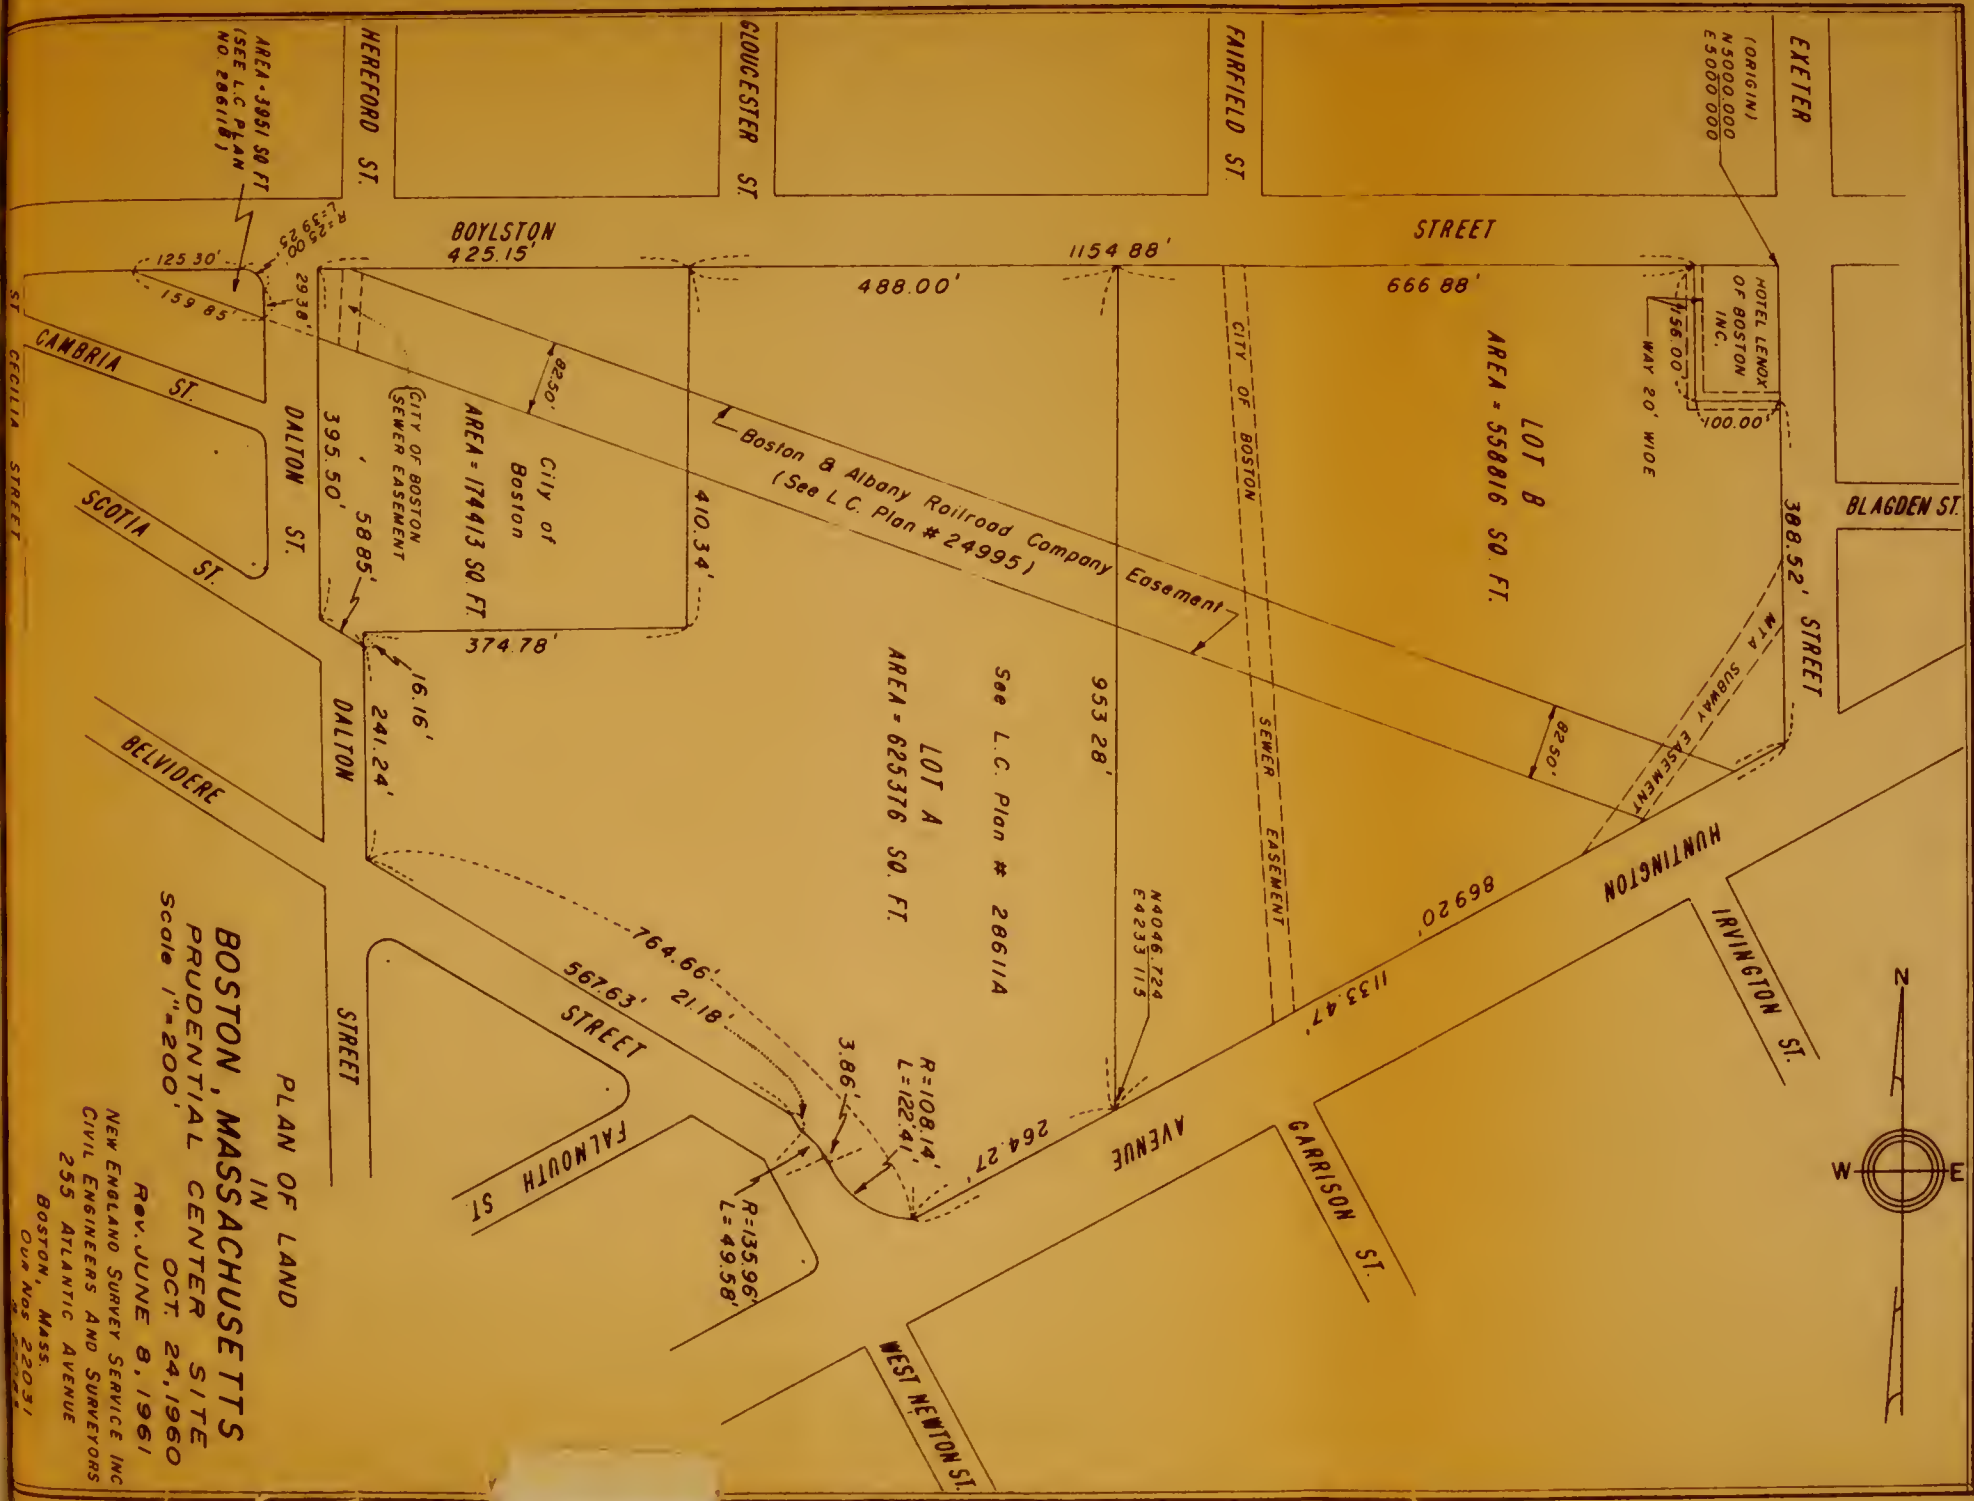 EXETER
STREET
(ORIGIN)
N 5000.000
E 5000.000
FAIRFIELD ST.
GLOUCESTER ST.
HEREFORD ST.
AREA = 3951 SQ FT
(SEE L.C. PLAN
NO. 28611B)
BOYLSTON
STREET
425.15'
1154.88'
488.00'
666.88'
R=25.00'
L=39.25
125.30'
159.85'
29.38'
HOTEL LENOX
OF BOSTON
INC.
156.00'
100.00'
WAY 20' WIDE
388.52'
BLAGDEN ST.
LOT B
AREA = 558816 SQ. FT.
CITY OF BOSTON
SEWER EASEMENT
82.50'
Boston & Albany Railroad Company Easement
(See L.C. Plan # 24995)
82.50'
MTA SUBWAY EASEMENT
City of
Boston
AREA = 174413 SQ. FT.
(CITY OF BOSTON
(SEWER EASEMENT
410.34'
395.50'
58.85'
374.78'
16.16'
241.24'
CAMBRIA ST.
ST. CECILIA STREET
SCOTIA ST.
DALTON ST.
DALTON
STREET
BELVIDERE
STREET
953.28'
See L.C. Plan # 28611A
LOT A
AREA = 625376 SQ. FT.
N4046.724
E4233.115
HUNTINGTON
AVENUE
869.20'
1133.47'
264.27'
IRVINGTON ST.
GARRISON ST.
WEST NEWTON ST.
764.66'
567.63'
21.18'
3.86'
R=108.14'
L=122.41'
R=135.96'
L=49.58'
FALMOUTH
ST.
N
W
E
PLAN OF LAND
IN
BOSTON, MASSACHUSETTS
PRUDENTIAL CENTER SITE
Scale 1"=200'
OCT. 24, 1960
Rev. JUNE 8, 1961
NEW ENGLAND SURVEY SERVICE INC
CIVIL ENGINEERS AND SURVEYORS
255 ATLANTIC AVENUE
BOSTON, MASS.
OUR NOS 22031